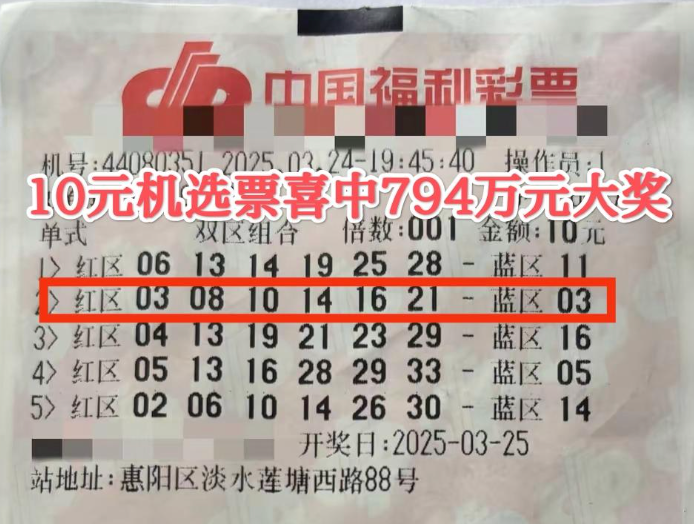 中国福利彩票
机号:44080351 2025.03.24-19:45:40 操作员:1
10元机选票喜中794万元大奖
单式 双区组合 倍数:001 金额:10元
1> 红区 06 13 14 19 25 28 - 蓝区 11
2> 红区 03 08 10 14 16 21 - 蓝区 03
3> 红区 04 13 19 21 23 29 - 蓝区 16
4> 红区 05 13 16 28 29 33 - 蓝区 05
5> 红区 02 06 10 14 26 30 - 蓝区 14
开奖日:2025-03-25
站地址:惠阳区淡水莲塘西路88号